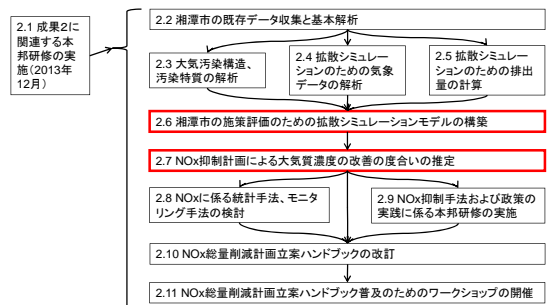 2.1 成果2に
関連する本
邦研修の実
施(2013年
12月)
2.2 湘潭市の既存データ収集と基本解析
2.3 大気汚染構造、
汚染特質の解析
2.4 拡散シミュレー
ションのための気象
データの解析
2.5 拡散シミュレー
ションのための排出
量の計算
2.6 湘潭市の施策評価のための拡散シミュレーションモデルの構築
2.7 NOx抑制計画による大気質濃度の改善の度合いの推定
2.8 NOxに係る統計手法、モニタ
リング手法の検討
2.9 NOx抑制手法および政策の
実践に係る本邦研修の実施
2.10 NOx総量削減計画立案ハンドブックの改訂
2.11 NOx総量削減計画立案ハンドブック普及のためのワークショップの開催